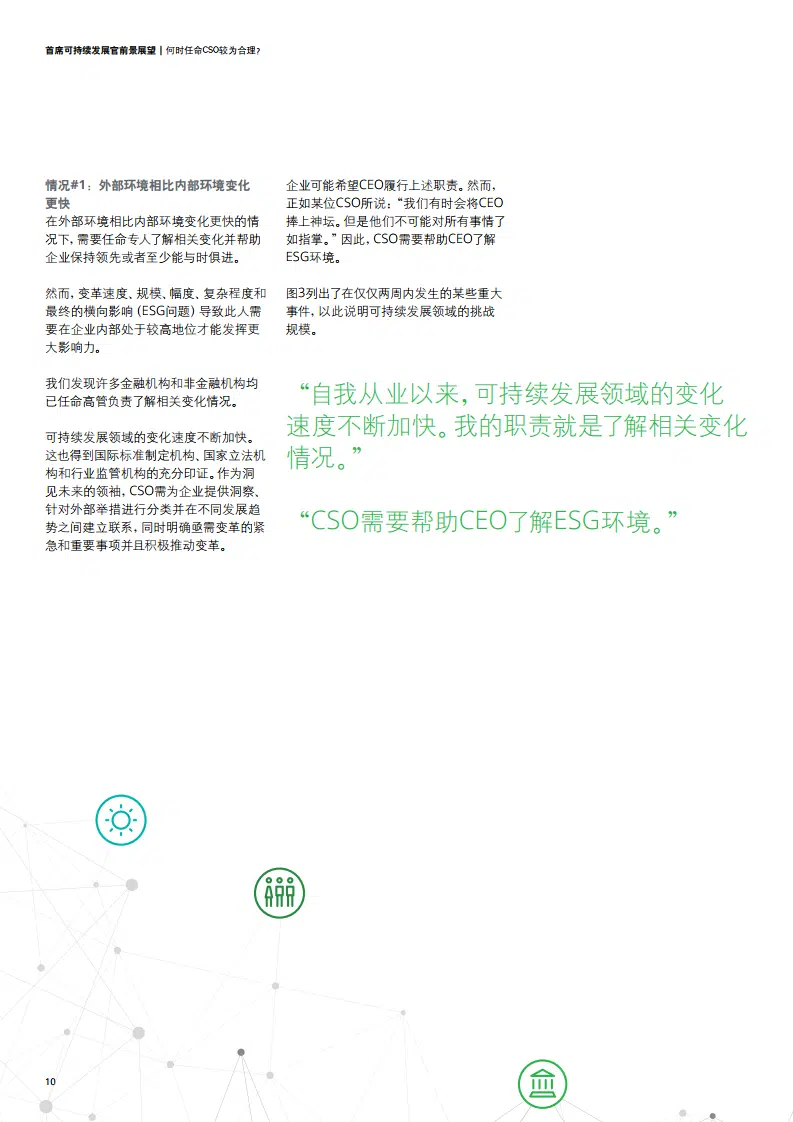 首席可持续发展官前景展望 | 何时任命CSO较为合理?
情况#1：外部环境相比内部环境变化
更快
在外部环境相比内部环境变化更快的情
况下，需要任命专人了解相关变化并帮助
企业保持领先或者至少能与时俱进。
然而，变革速度、规模、幅度、复杂程度和
最终的横向影响（ESG问题）导致此人需
要在企业内部处于较高地位才能发挥更
大影响力。
我们发现许多金融机构和非金融机构均
已任命高管负责了解相关变化情况。
可持续发展领域的变化速度不断加快。
这也得到国际标准制定机构、国家立法机
构和行业监管机构的充分印证。作为洞
见未来的领袖，CSO需为企业提供洞察、
针对外部举措进行分类并在不同发展趋
势之间建立联系，同时明确亟需变革的紧
急和重要事项并且积极推动变革。
企业可能希望CEO履行上述职责。然而，
正如某位CSO所说：“我们有时会将CEO
捧上神坛。但是他们不可能对所有事情了
如指掌。”因此，CSO需要帮助CEO了解
ESG环境。
图3列出了在仅仅两周内发生的某些重大
事件，以此说明可持续发展领域的挑战
规模。
“自我从业以来，可持续发展领域的变化
速度不断加快。我的职责就是了解相关变化
情况。”
“CSO需要帮助CEO了解ESG环境。”
10